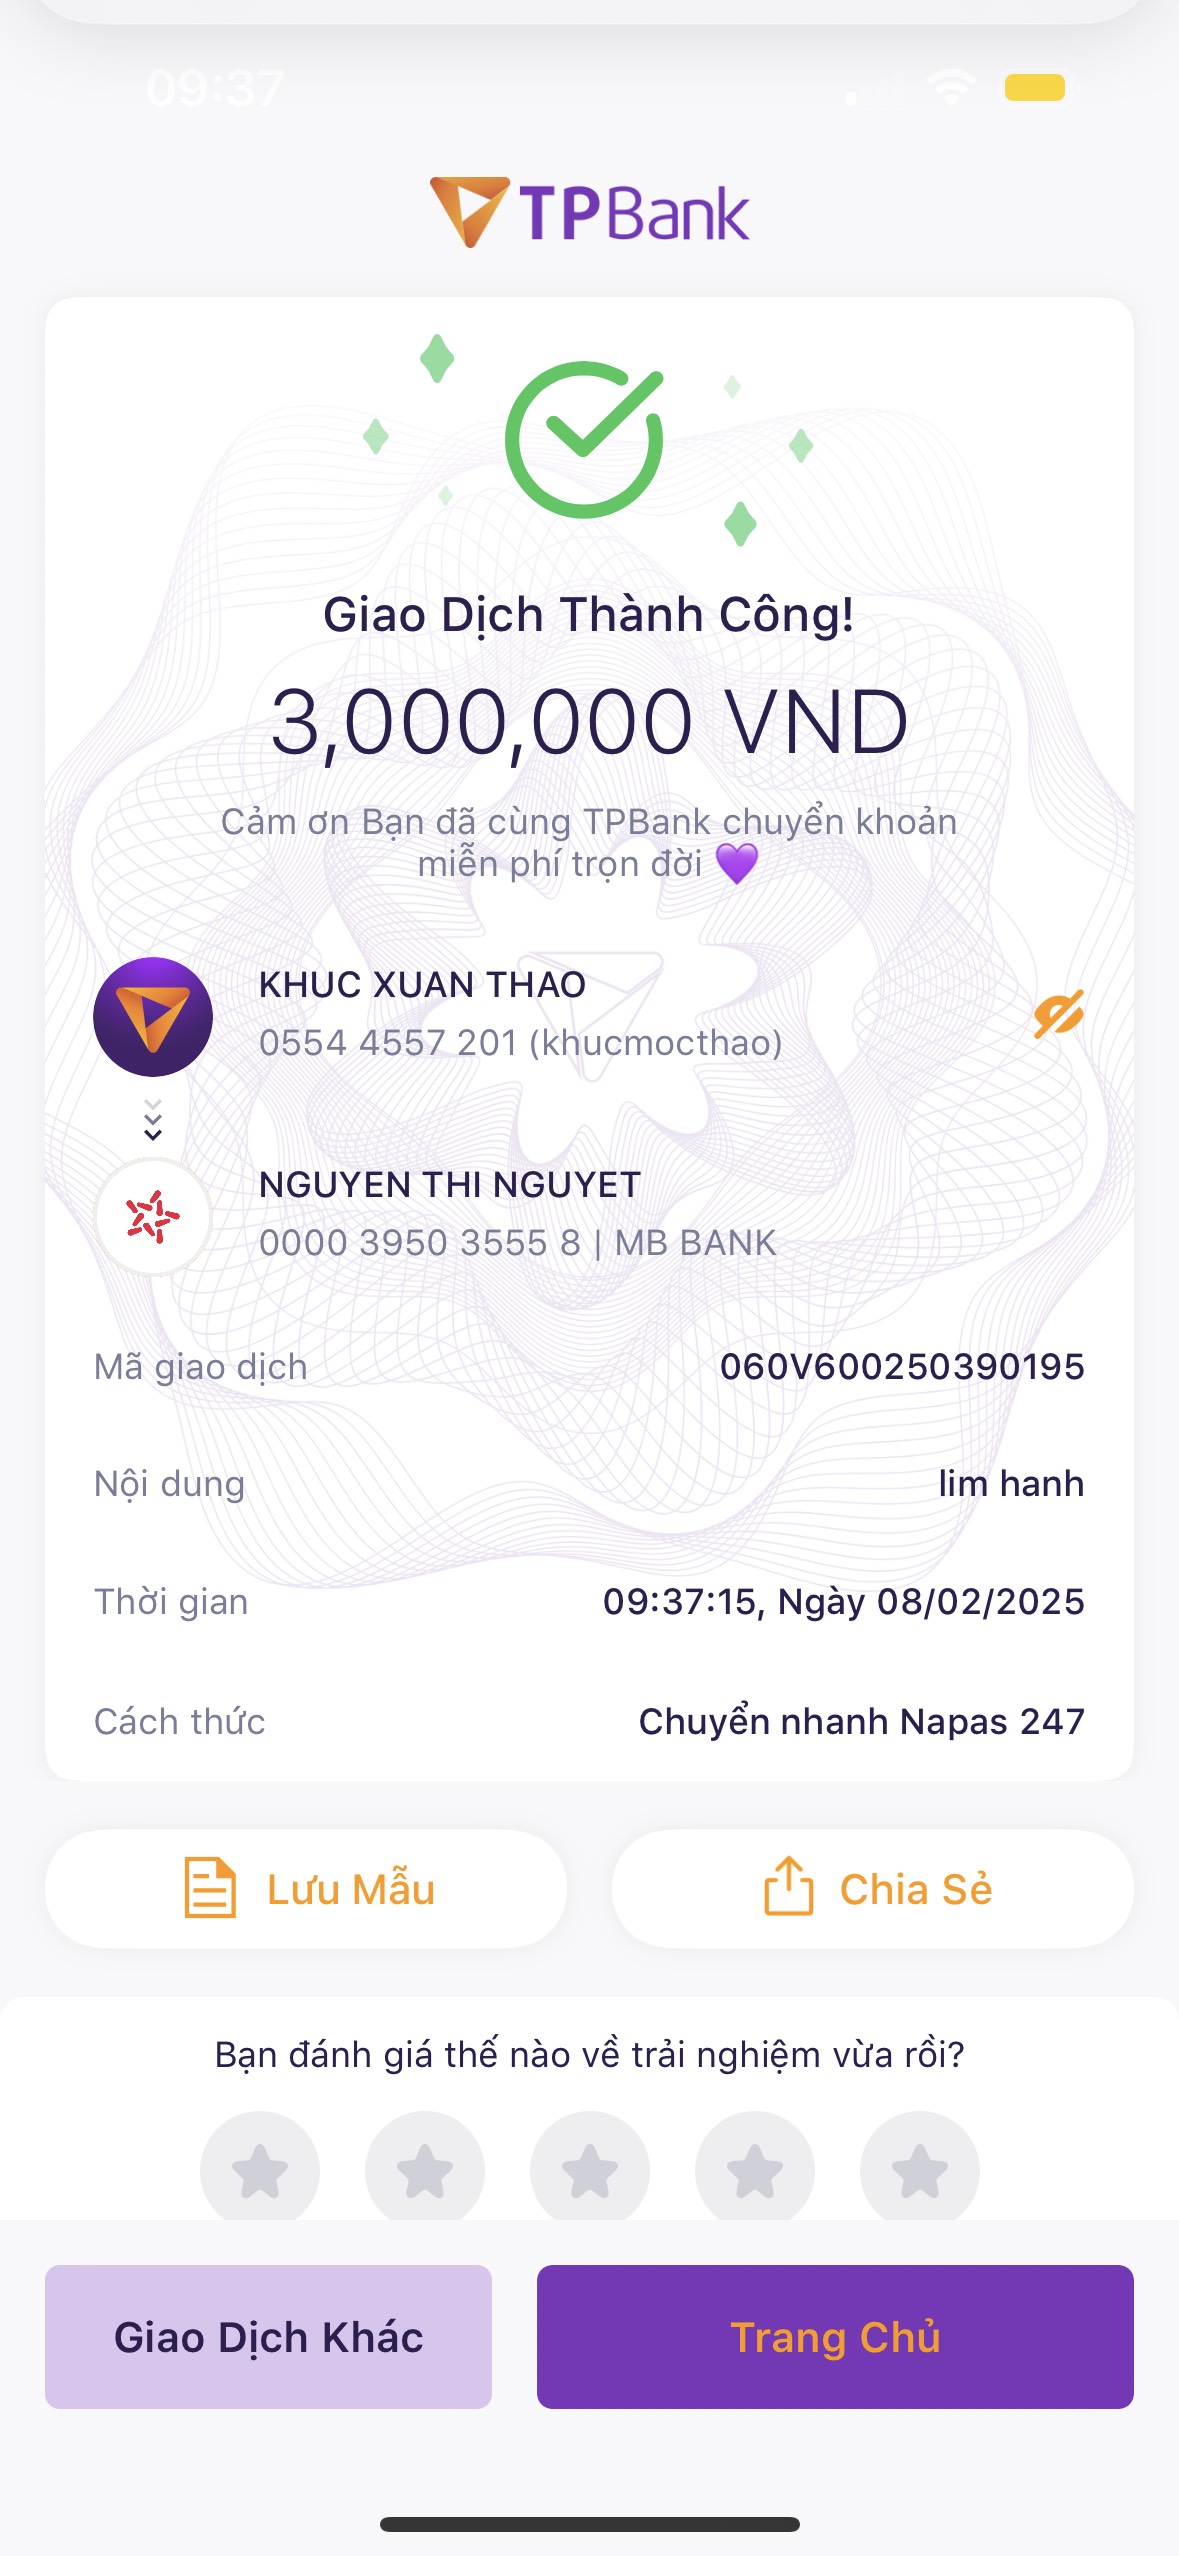 09:37
TPBank
Giao Dịch Thành Công!
3,000,000 VND
Cảm ơn Bạn đã cùng TPBank chuyển khoản
miễn phí trọn đời 💜
KHUC XUAN THAO
0554 4557 201 (khucmocthao)
NGUYEN THI NGUYET
0000 3950 3555 8 | MB BANK
Mã giao dịch 060V600250390195
Nội dung lim hanh
Thời gian 09:37:15, Ngày 08/02/2025
Cách thức Chuyển nhanh Napas 247
Lưu Mẫu Chia Sẻ
Bạn đánh giá thế nào về trải nghiệm vừa rồi?
Giao Dịch Khác Trang Chủ